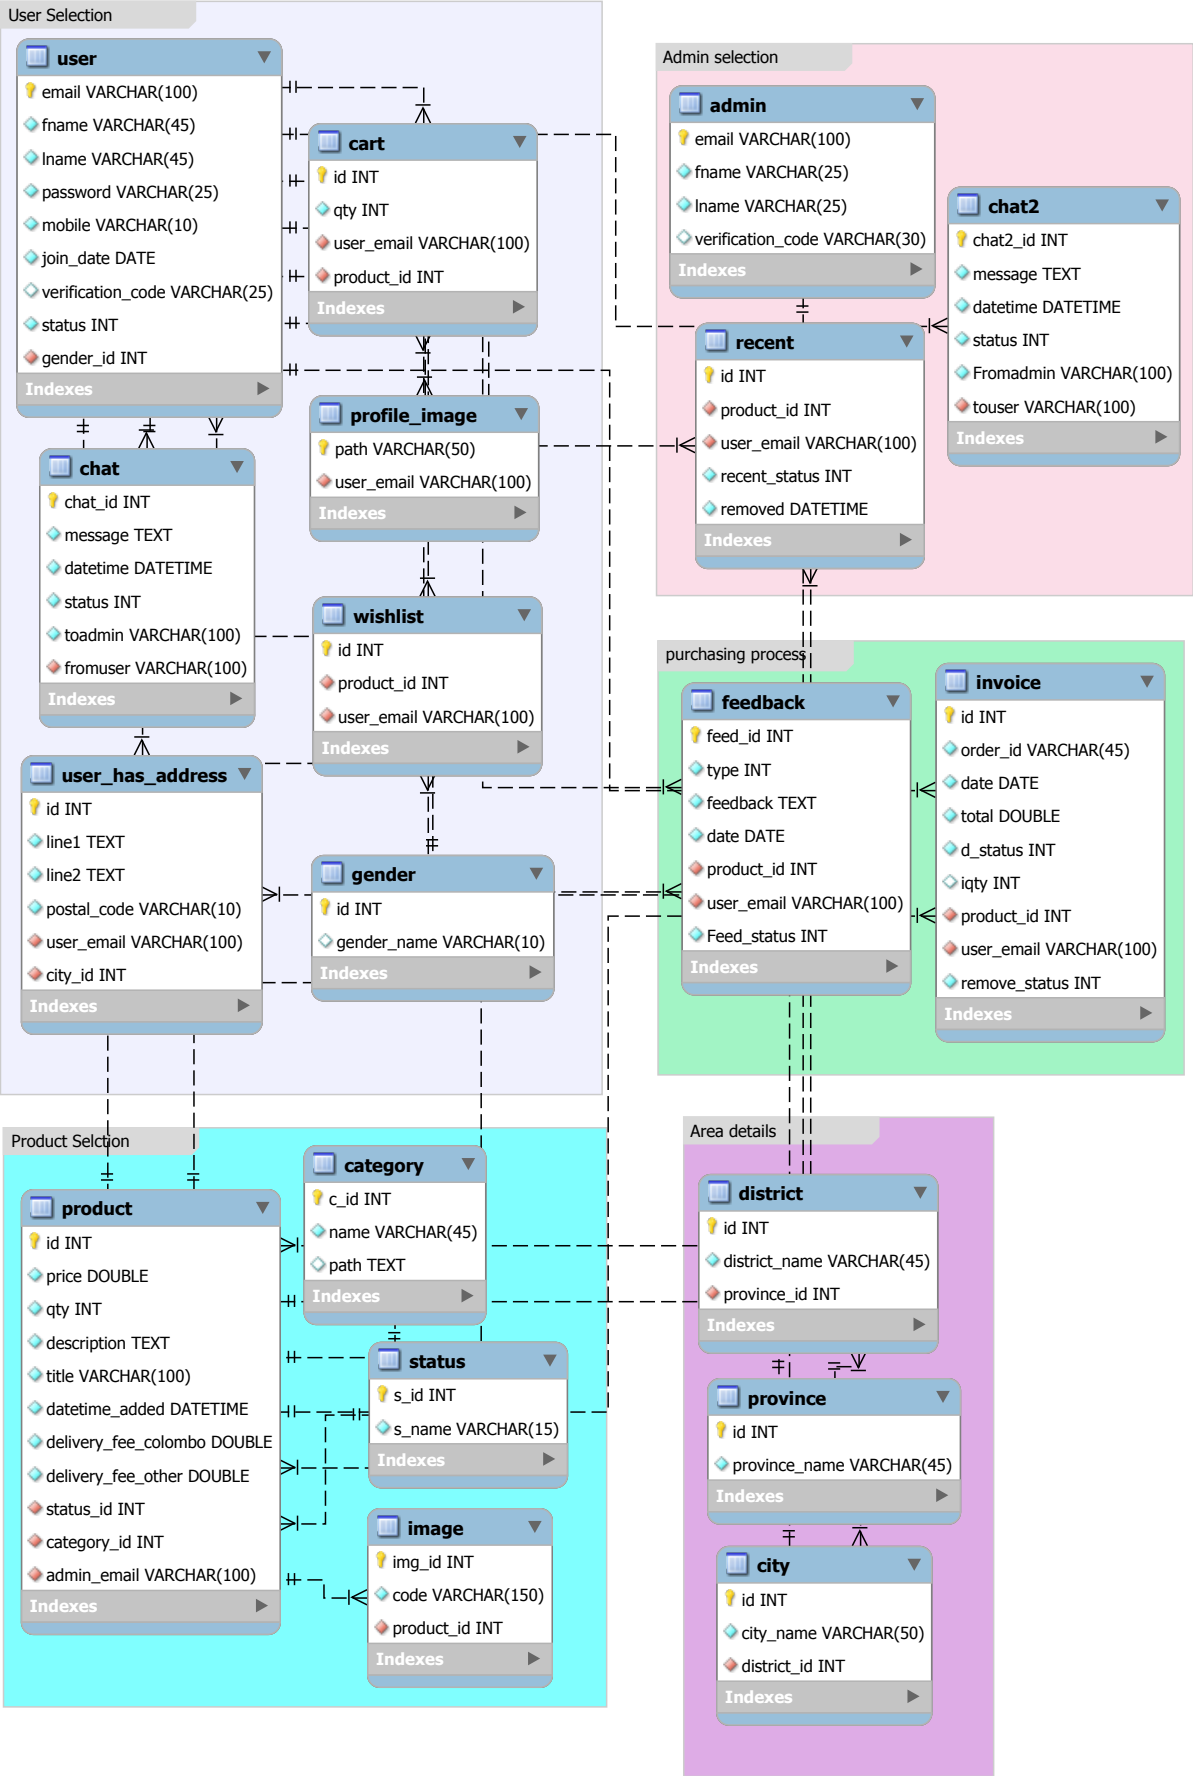 User Selection
user
email VARCHAR(100)
fname VARCHAR(45)
lname VARCHAR(45)
password VARCHAR(25)
mobile VARCHAR(10)
join_date DATE
verification_code VARCHAR(25)
status INT
gender_id INT
Indexes
cart
id INT
qty INT
user_email VARCHAR(100)
product_id INT
Indexes
profile_image
path VARCHAR(50)
user_email VARCHAR(100)
Indexes
chat
chat_id INT
message TEXT
datetime DATETIME
status INT
toadmin VARCHAR(100)
fromuser VARCHAR(100)
Indexes
wishlist
id INT
product_id INT
user_email VARCHAR(100)
Indexes
user_has_address
id INT
line1 TEXT
line2 TEXT
postal_code VARCHAR(10)
user_email VARCHAR(100)
city_id INT
Indexes
gender
id INT
gender_name VARCHAR(10)
Indexes
Admin selection
admin
email VARCHAR(100)
fname VARCHAR(25)
lname VARCHAR(25)
verification_code VARCHAR(30)
Indexes
chat2
chat2_id INT
message TEXT
datetime DATETIME
status INT
Fromadmin VARCHAR(100)
touser VARCHAR(100)
Indexes
recent
id INT
product_id INT
user_email VARCHAR(100)
recent_status INT
removed DATETIME
Indexes
purchasing process
feedback
feed_id INT
type INT
feedback TEXT
date DATE
product_id INT
user_email VARCHAR(100)
Feed_status INT
Indexes
invoice
id INT
order_id VARCHAR(45)
date DATE
total DOUBLE
d_status INT
iqty INT
product_id INT
user_email VARCHAR(100)
remove_status INT
Indexes
Product Selction
product
id INT
price DOUBLE
qty INT
description TEXT
title VARCHAR(100)
datetime_added DATETIME
delivery_fee_colombo DOUBLE
delivery_fee_other DOUBLE
status_id INT
category_id INT
admin_email VARCHAR(100)
Indexes
category
c_id INT
name VARCHAR(45)
path TEXT
Indexes
status
s_id INT
s_name VARCHAR(15)
Indexes
image
img_id INT
code VARCHAR(150)
product_id INT
Indexes
Area details
district
id INT
district_name VARCHAR(45)
province_id INT
Indexes
province
id INT
province_name VARCHAR(45)
Indexes
city
id INT
city_name VARCHAR(50)
district_id INT
Indexes